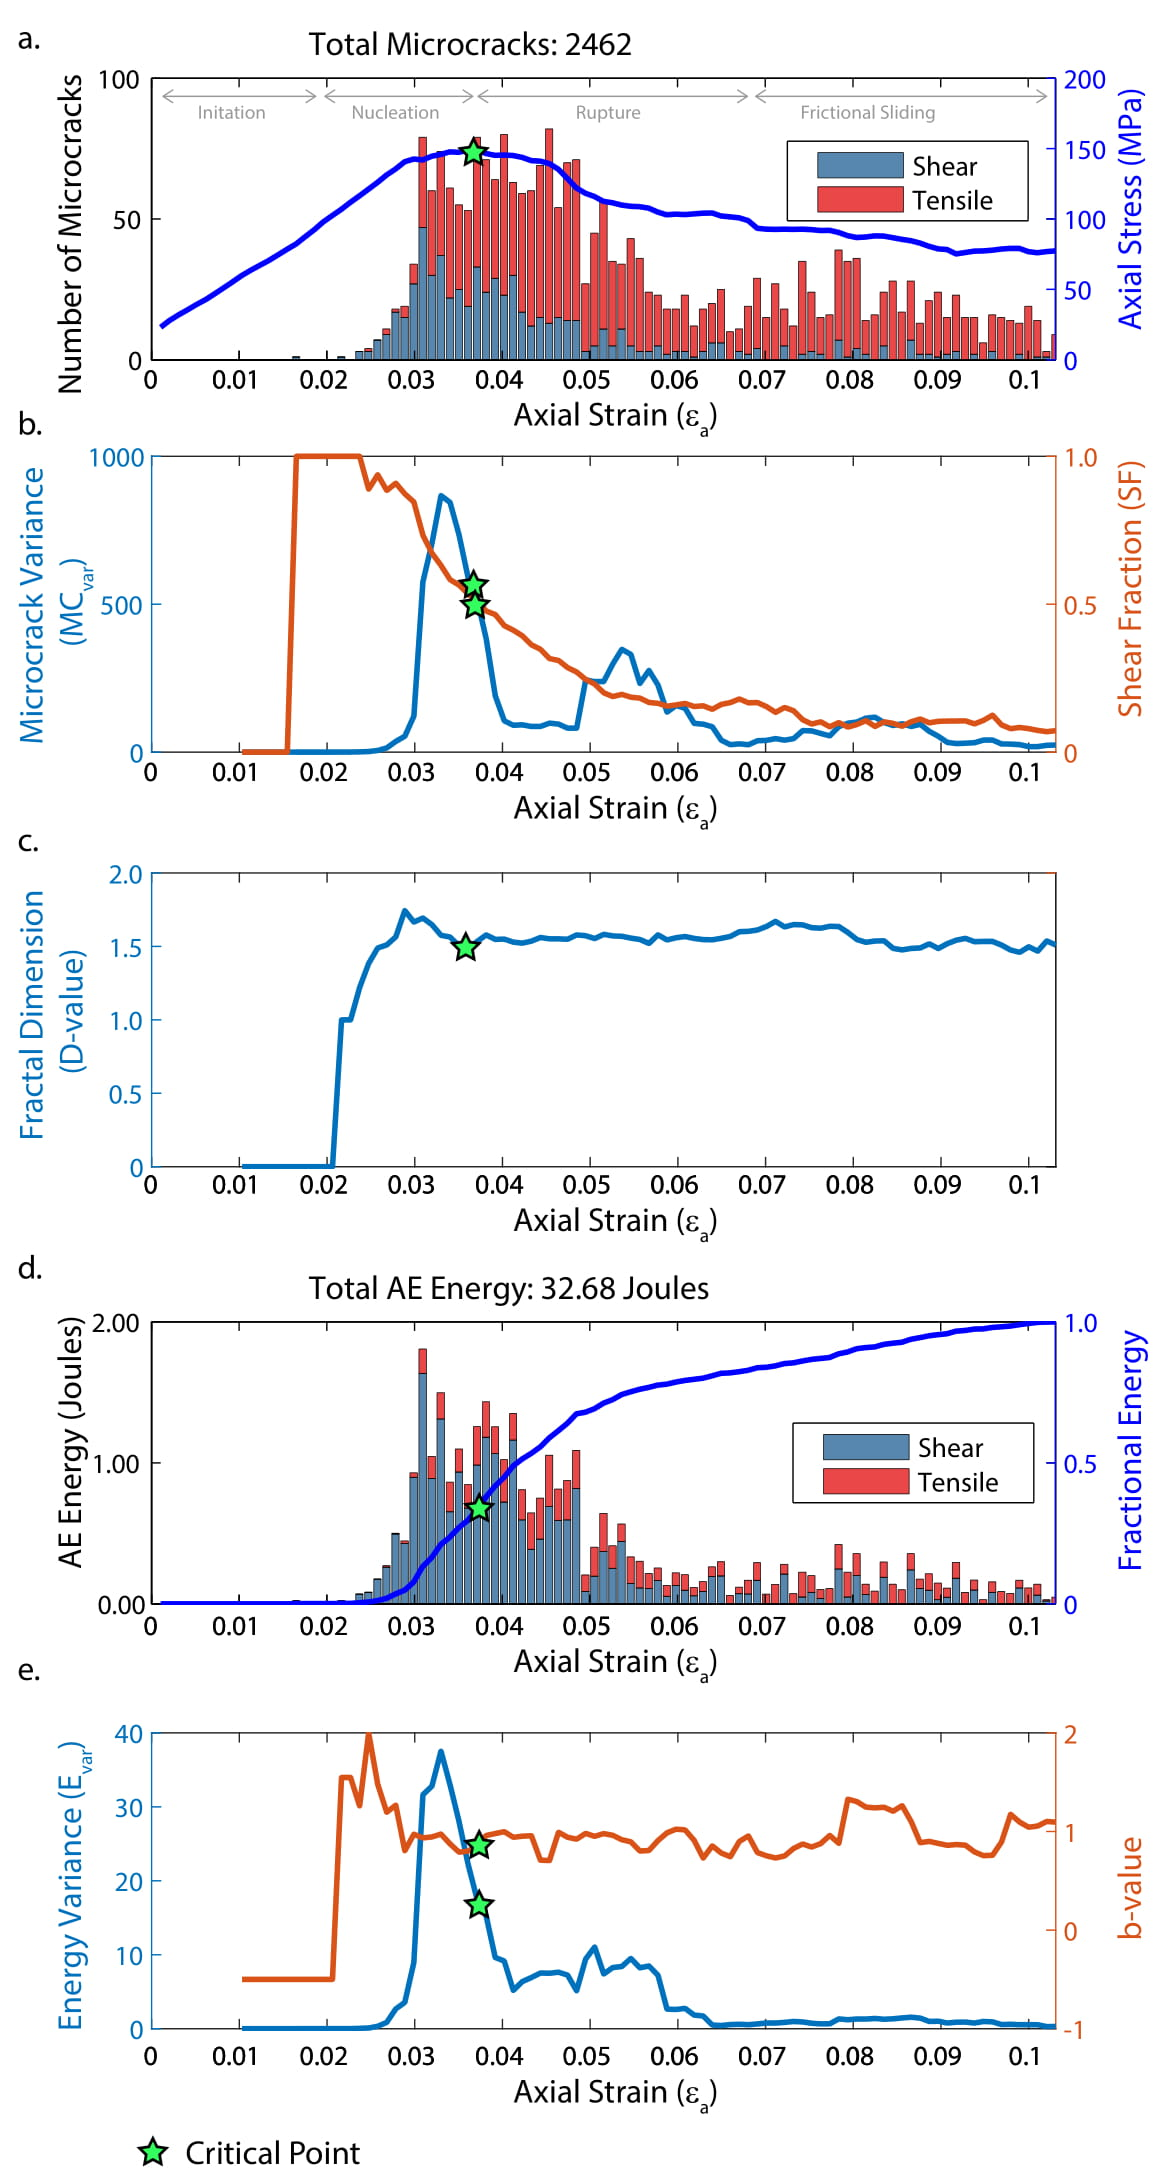 a.
Total Microcracks: 2462
Number of Microcracks
100
50
0
Initation
Nucleation
Rupture
Frictional Sliding
Shear
Tensile
200
150
100
50
0
Axial Stress (MPa)
0 0.01 0.02 0.03 0.04 0.05 0.06 0.07 0.08 0.09 0.1
Axial Strain (εa)
b.
Microcrack Variance
(MCvar)
1000
500
0
1.0
0.5
0
Shear Fraction (SF)
0 0.01 0.02 0.03 0.04 0.05 0.06 0.07 0.08 0.09 0.1
Axial Strain (εa)
c.
Fractal Dimension
(D-value)
2.0
1.5
1.0
0.5
0
0 0.01 0.02 0.03 0.04 0.05 0.06 0.07 0.08 0.09 0.1
Axial Strain (εa)
d.
Total AE Energy: 32.68 Joules
AE Energy (Joules)
2.00
1.00
0.00
Shear
Tensile
1.0
0.5
0
Fractional Energy
0 0.01 0.02 0.03 0.04 0.05 0.06 0.07 0.08 0.09 0.1
Axial Strain (εa)
e.
Energy Variance (Evar)
40
30
20
10
0
2
1
0
-1
b-value
0 0.01 0.02 0.03 0.04 0.05 0.06 0.07 0.08 0.09 0.1
Axial Strain (εa)
Critical Point